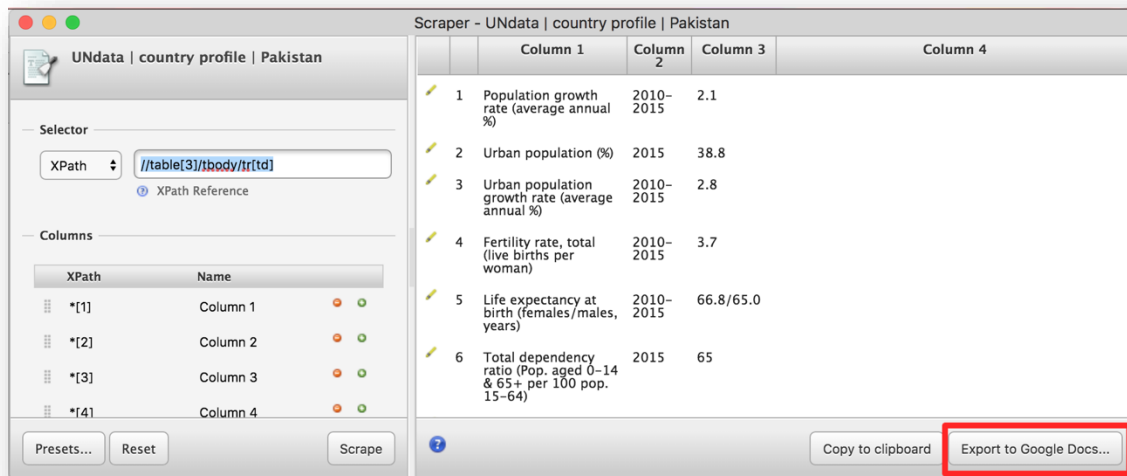 Scraper - UNdata | country profile | Pakistan
UNdata | country profile | Pakistan
Selector
XPath
//table[3]/tbody/tr[td]
XPath Reference
Columns
XPath Name
*[1] Column 1
*[2] Column 2
*[3] Column 3
*[4] Column 4
Presets... Reset Scrape
Column 1 Column 2 Column 3 Column 4
1 Population growth 2010- 2.1
rate (average annual 2015
%)
2 Urban population (%) 2015 38.8
3 Urban population 2010- 2.8
growth rate (average 2015
annual %)
4 Fertility rate, total 2010- 3.7
(live births per 2015
woman)
5 Life expectancy at 2010- 66.8/65.0
birth (females/males, 2015
years)
6 Total dependency 2015 65
ratio (Pop. aged 0-14
& 65+ per 100 pop.
15-64)
? Copy to clipboard Export to Google Docs...